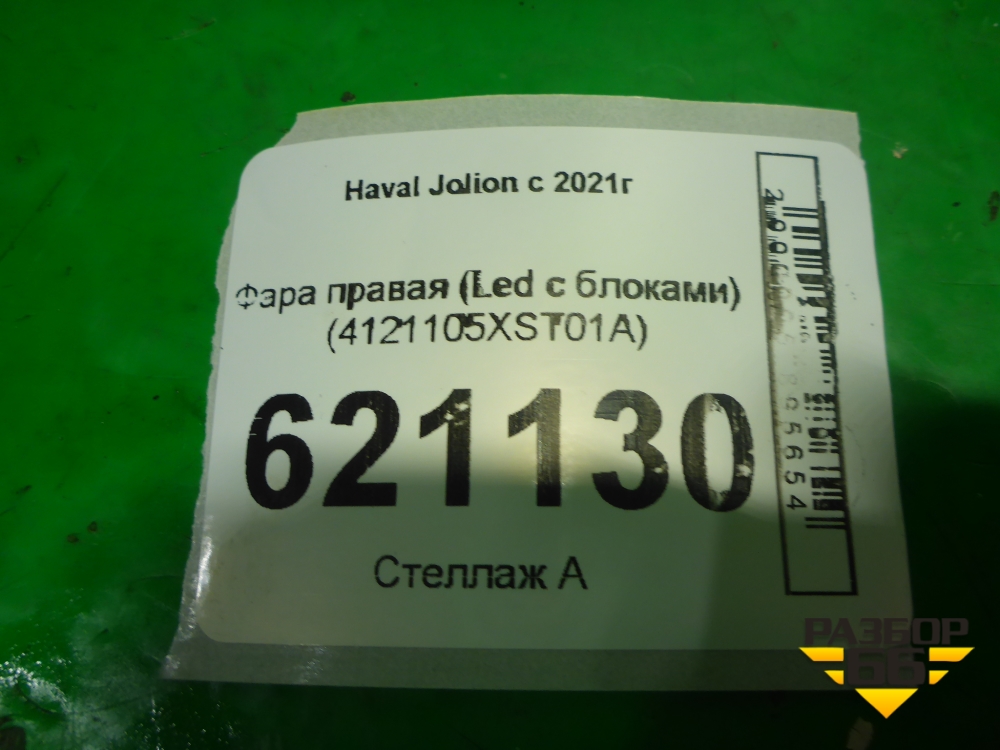 Haval Jolion с 2021г
Фара правая (Led с блоками)
(4121105XST01A)
621130
Стеллаж А
РАЗБОР
66